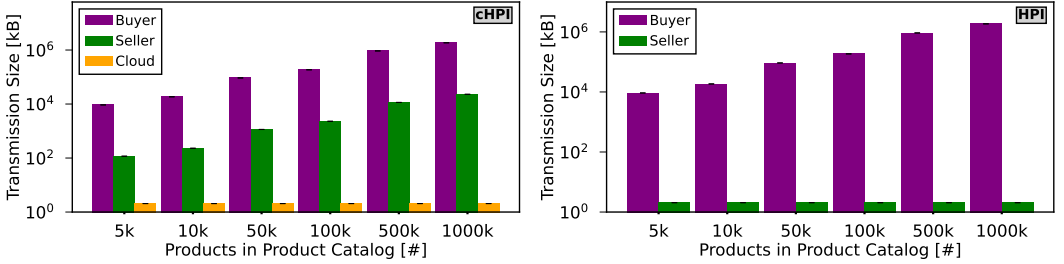 cHPI
Buyer
Seller
Cloud
Transmission Size [kB]
10^6
10^4
10^2
10^0
5k 10k 50k 100k 500k 1000k
Products in Product Catalog [#]
HPI
Buyer
Seller
Transmission Size [kB]
10^6
10^4
10^2
10^0
5k 10k 50k 100k 500k 1000k
Products in Product Catalog [#]